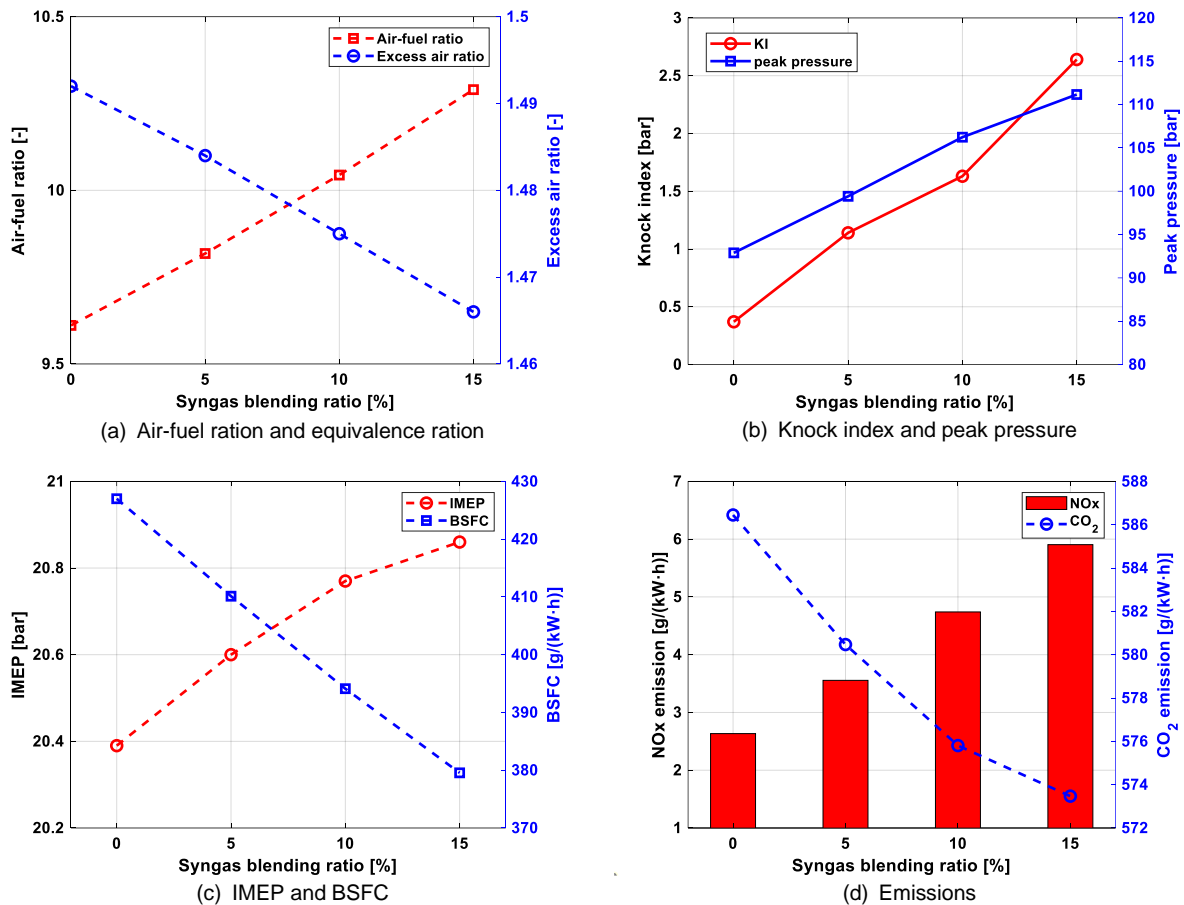 10.5
10
9.5
Air-fuel ratio [-]
Air-fuel ratio
Excess air ratio
1.5
1.49
1.48
1.47
1.46
Excess air ratio [-]
0 5 10 15
Syngas blending ratio [%]
(a) Air-fuel ration and equivalence ration
3
2.5
2
1.5
1
0.5
0
Knock index [bar]
KI
peak pressure
120
115
110
105
100
95
90
85
80
Peak pressure [bar]
0 5 10 15
Syngas blending ratio [%]
(b) Knock index and peak pressure
21
20.8
20.6
20.4
20.2
IMEP [bar]
IMEP
BSFC
430
420
410
400
390
380
370
BSFC [g/(kW·h)]
0 5 10 15
Syngas blending ratio [%]
(c) IMEP and BSFC
7
6
5
4
3
2
1
NOx emission [g/(kW·h)]
NOx
CO2
588
586
584
582
580
578
576
574
572
CO2 emission [g/(kW·h)]
0 5 10 15
Syngas blending ratio [%]
(d) Emissions